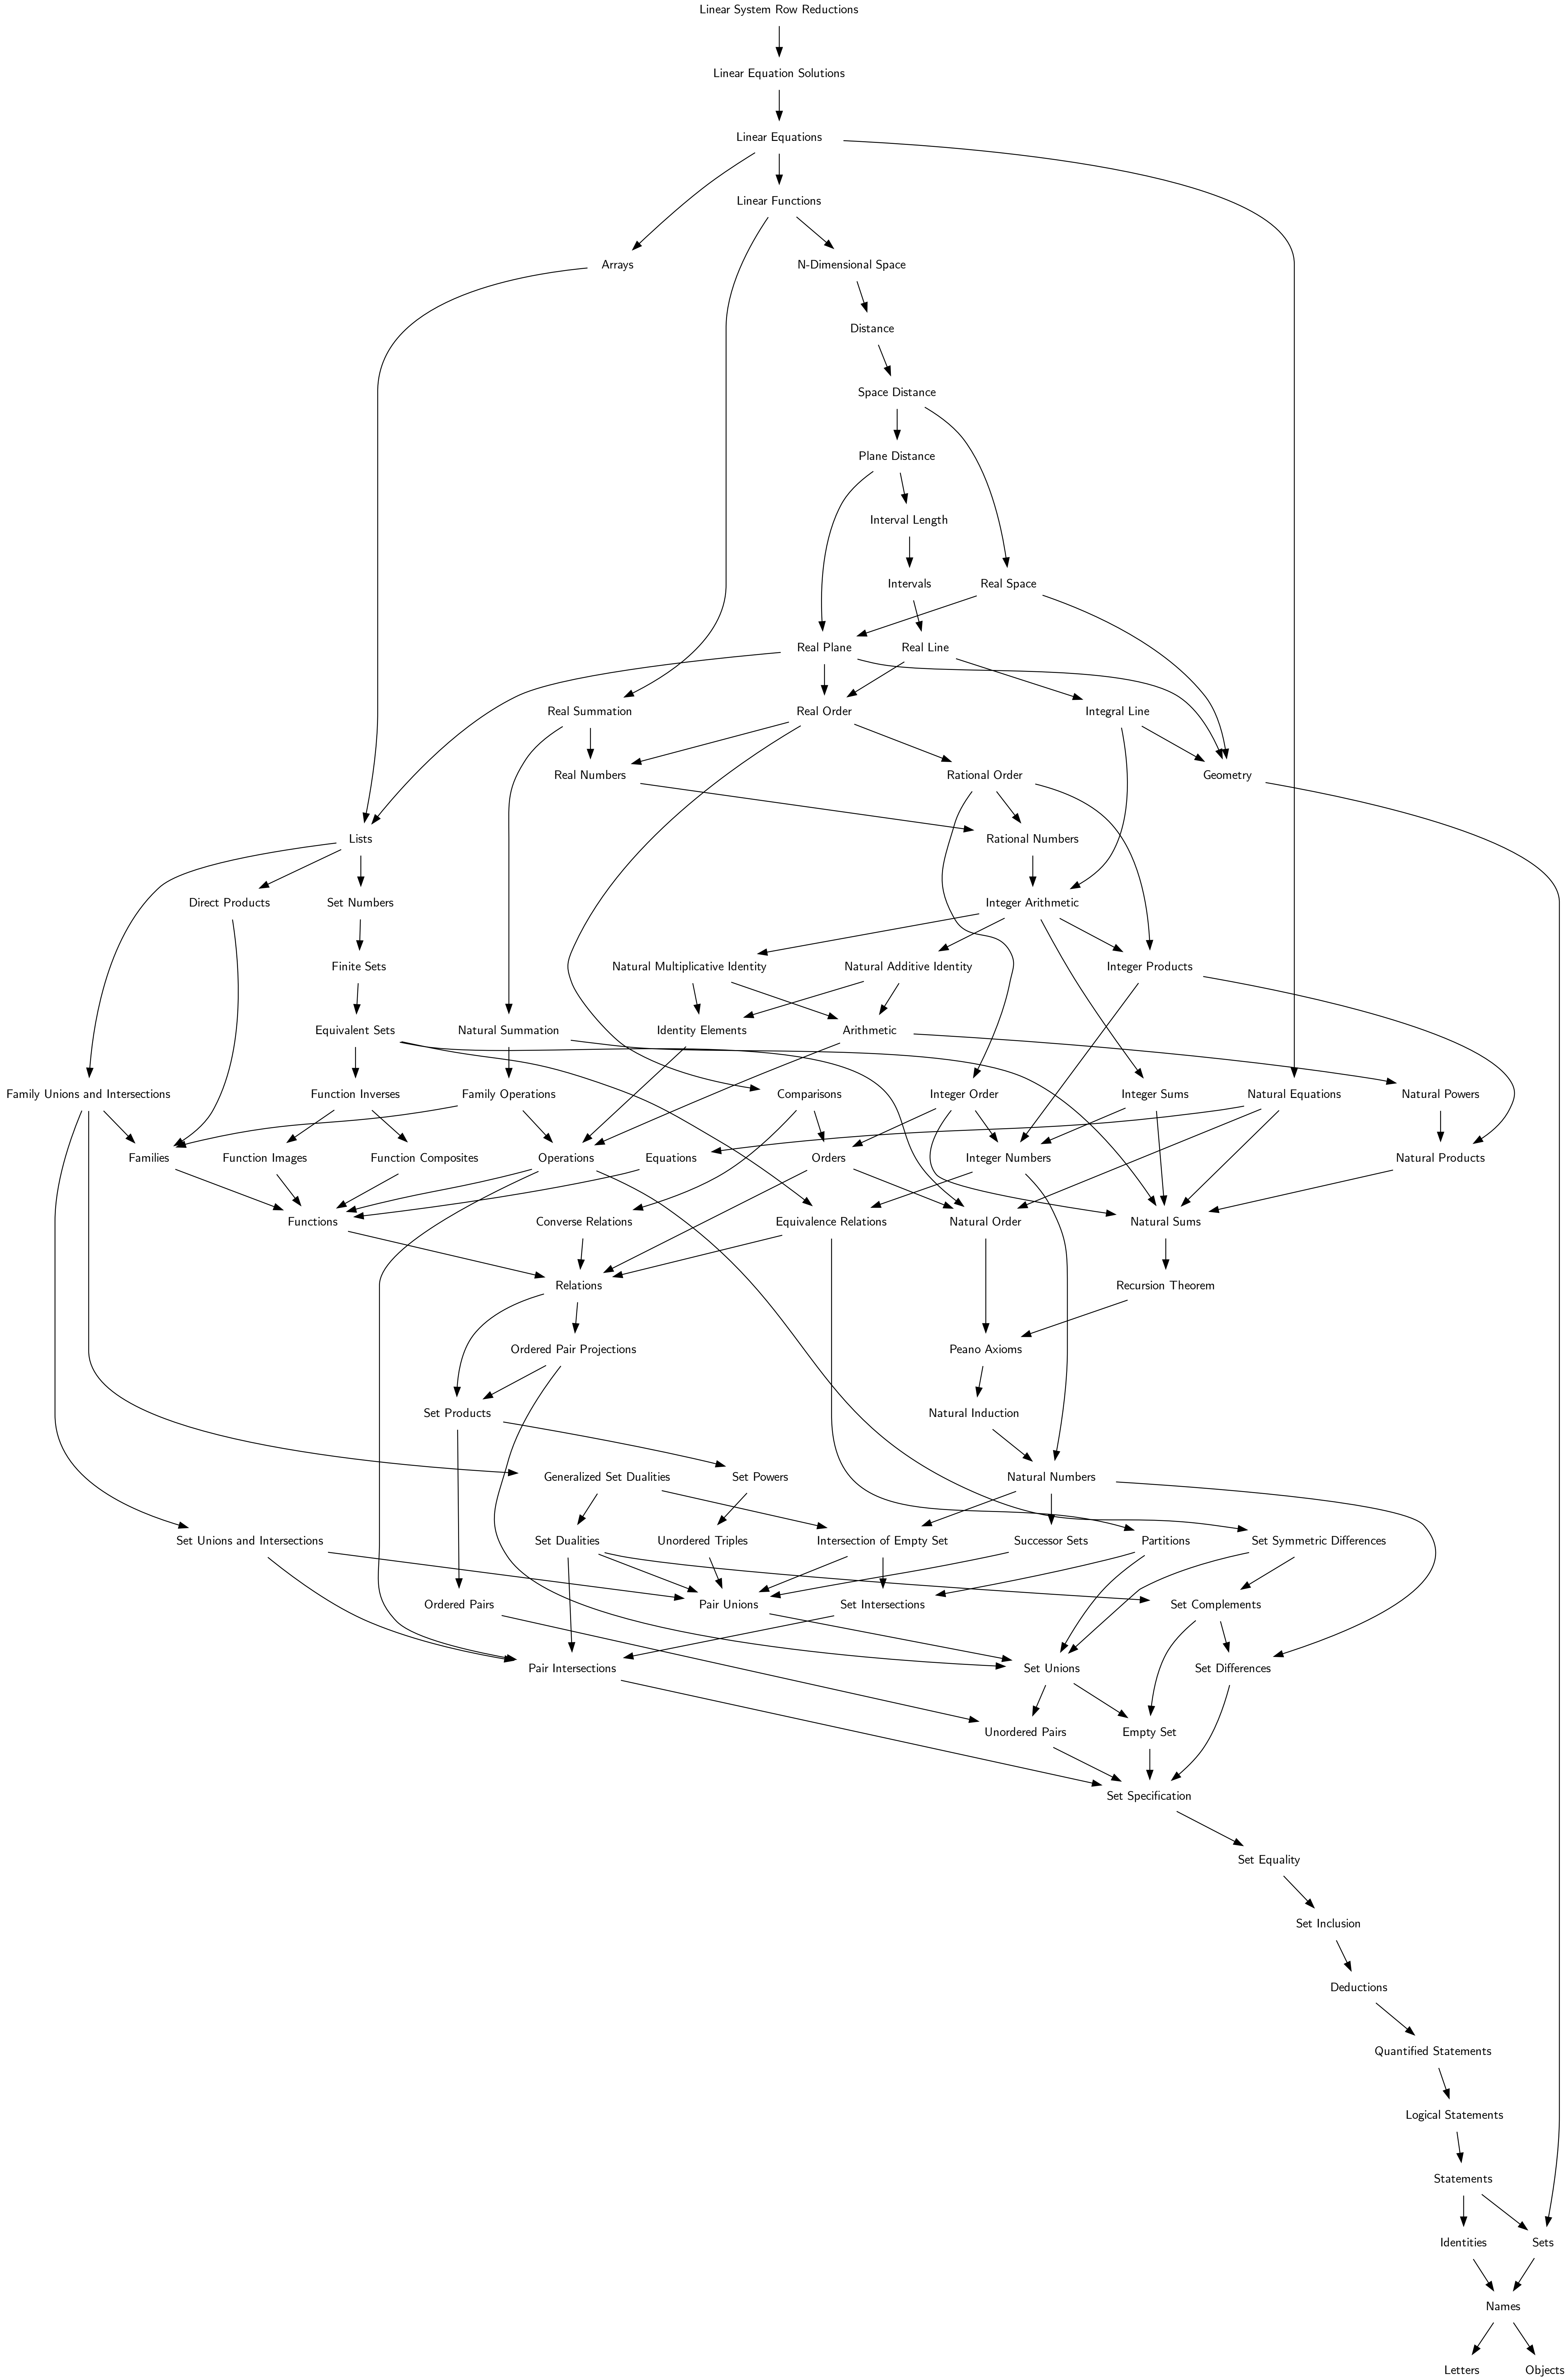 Linear System Row Reductions
Linear Equation Solutions
Linear Equations
Linear Functions
Arrays
N-Dimensional Space
Distance
Space Distance
Plane Distance
Interval Length
Intervals
Real Space
Real Plane
Real Line
Real Summation
Real Order
Integral Line
Real Numbers
Rational Order
Geometry
Lists
Rational Numbers
Direct Products
Set Numbers
Integer Arithmetic
Finite Sets
Natural Multiplicative Identity
Natural Additive Identity
Integer Products
Equivalent Sets
Natural Summation
Identity Elements
Arithmetic
Family Unions and Intersections
Function Inverses
Family Operations
Comparisons
Integer Order
Integer Sums
Natural Equations
Natural Powers
Families
Function Images
Function Composites
Operations
Equations
Orders
Integer Numbers
Natural Products
Functions
Converse Relations
Equivalence Relations
Natural Order
Natural Sums
Relations
Recursion Theorem
Ordered Pair Projections
Peano Axioms
Set Products
Natural Induction
Generalized Set Dualities
Set Powers
Natural Numbers
Set Unions and Intersections
Set Dualities
Unordered Triples
Intersection of Empty Set
Successor Sets
Partitions
Set Symmetric Differences
Ordered Pairs
Pair Unions
Set Intersections
Set Complements
Pair Intersections
Set Unions
Set Differences
Unordered Pairs
Empty Set
Set Specification
Set Equality
Set Inclusion
Deductions
Quantified Statements
Logical Statements
Statements
Identities
Sets
Names
Letters
Objects